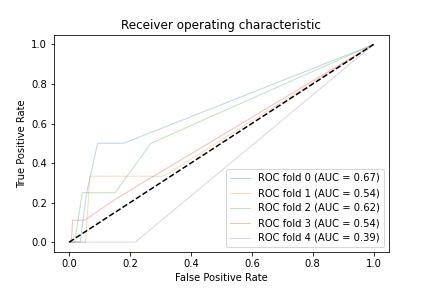 Receiver operating characteristic
1.0
0.8
0.6
0.4
0.2
0.0
True Positive Rate
ROC fold 0 (AUC = 0.67)
ROC fold 1 (AUC = 0.54)
ROC fold 2 (AUC = 0.62)
ROC fold 3 (AUC = 0.54)
ROC fold 4 (AUC = 0.39)
0.0 0.2 0.4 0.6 0.8 1.0
False Positive Rate